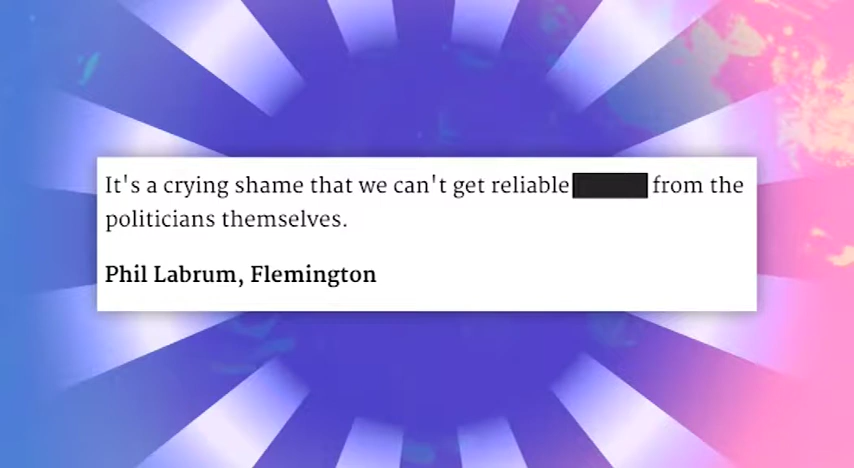 It's a crying shame that we can't get reliable from the
politicians themselves.
Phil Labrum, Flemington